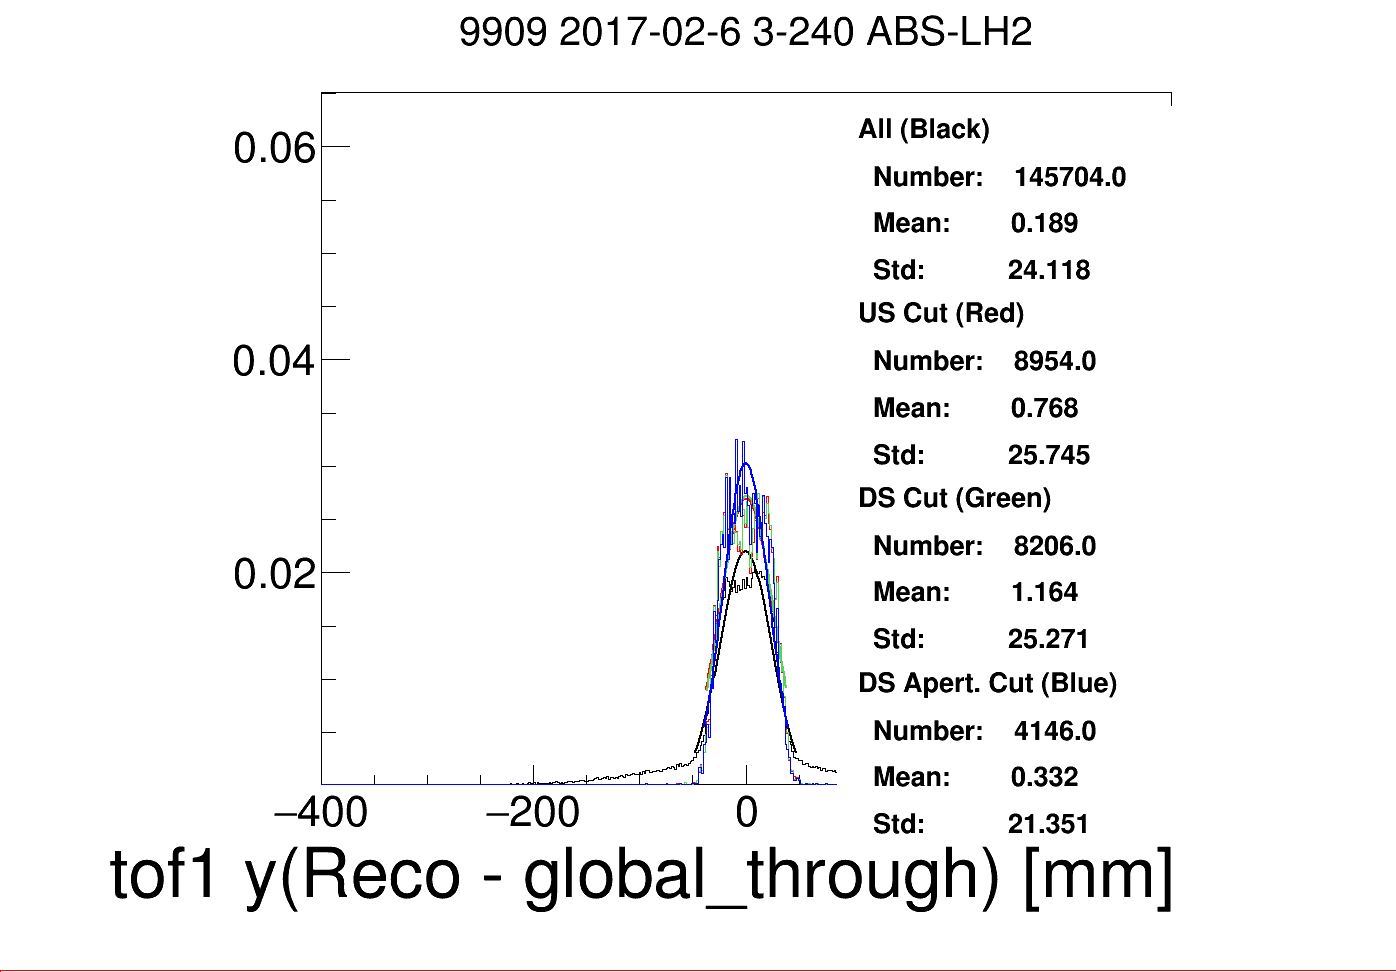 9909 2017-02-6 3-240 ABS-LH2
All (Black)
Number: 145704.0
Mean: 0.189
Std: 24.118
US Cut (Red)
Number: 8954.0
Mean: 0.768
Std: 25.745
DS Cut (Green)
Number: 8206.0
Mean: 1.164
Std: 25.271
DS Apert. Cut (Blue)
Number: 4146.0
Mean: 0.332
Std: 21.351
0.06
0.04
0.02
−400 −200 0
tof1 y(Reco - global_through) [mm]